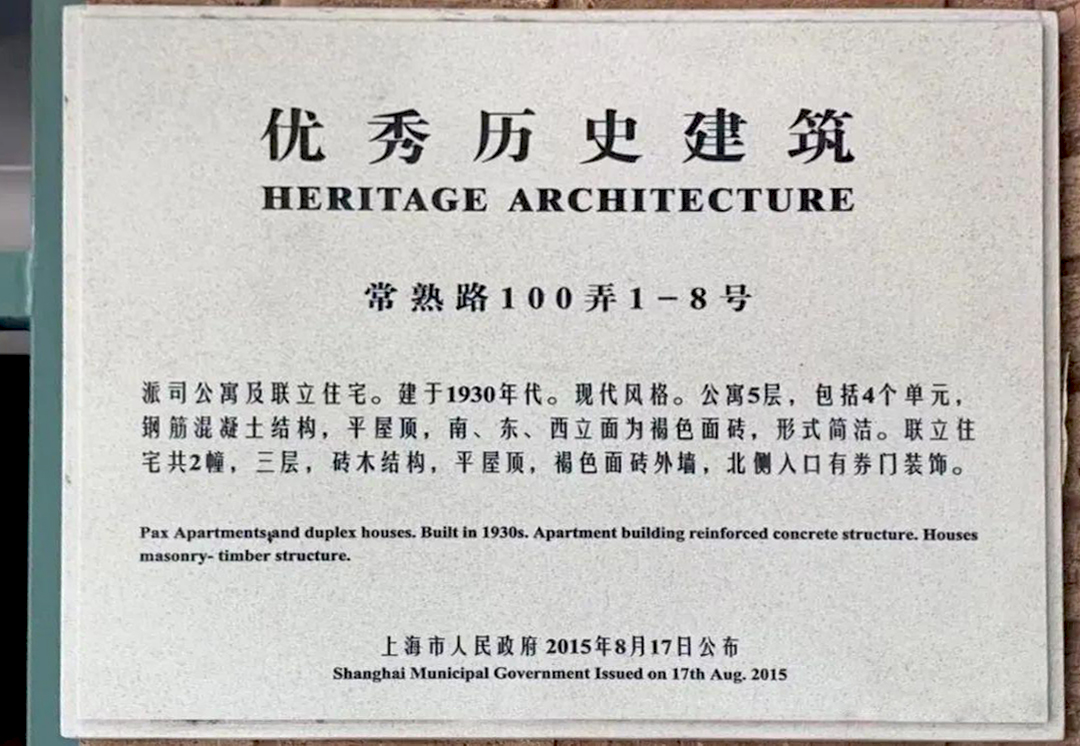 优秀历史建筑
HERITAGE ARCHITECTURE
常熟路100弄1-8号
派司公寓及联立住宅。建于1930年代。现代风格。公寓5层，包括4个单元，
钢筋混凝土结构，平屋顶，南、东、西立面为褐色面砖，形式简洁。联立住
宅共2幢，三层，砖木结构，平屋顶，褐色面砖外墙，北侧入口有券门装饰。
Pax Apartments,and duplex houses. Built in 1930s. Apartment building reinforced concrete structure. Houses
masonry- timber structure.
上海市人民政府 2015年8月17日公布
Shanghai Municipal Government Issued on 17th Aug. 2015